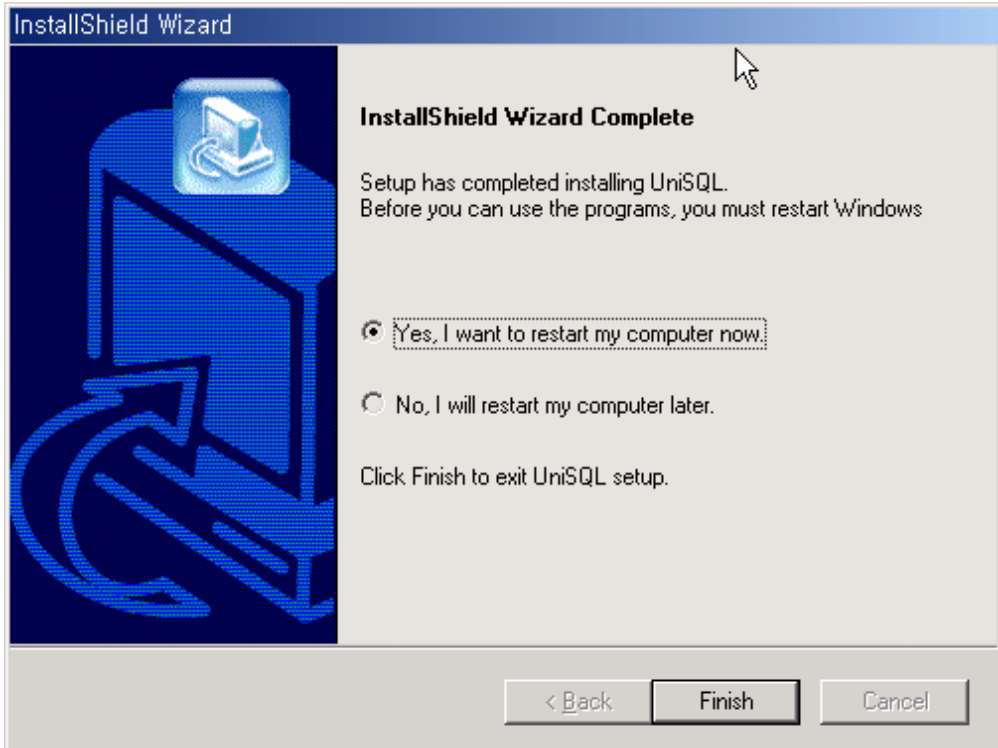 InstallShield Wizard
InstallShield Wizard Complete
Setup has completed installing UniSQL.
Before you can use the programs, you must restart Windows
Yes, I want to restart my computer now.
No, I will restart my computer later.
Click Finish to exit UniSQL setup.
< Back
Finish
Cancel